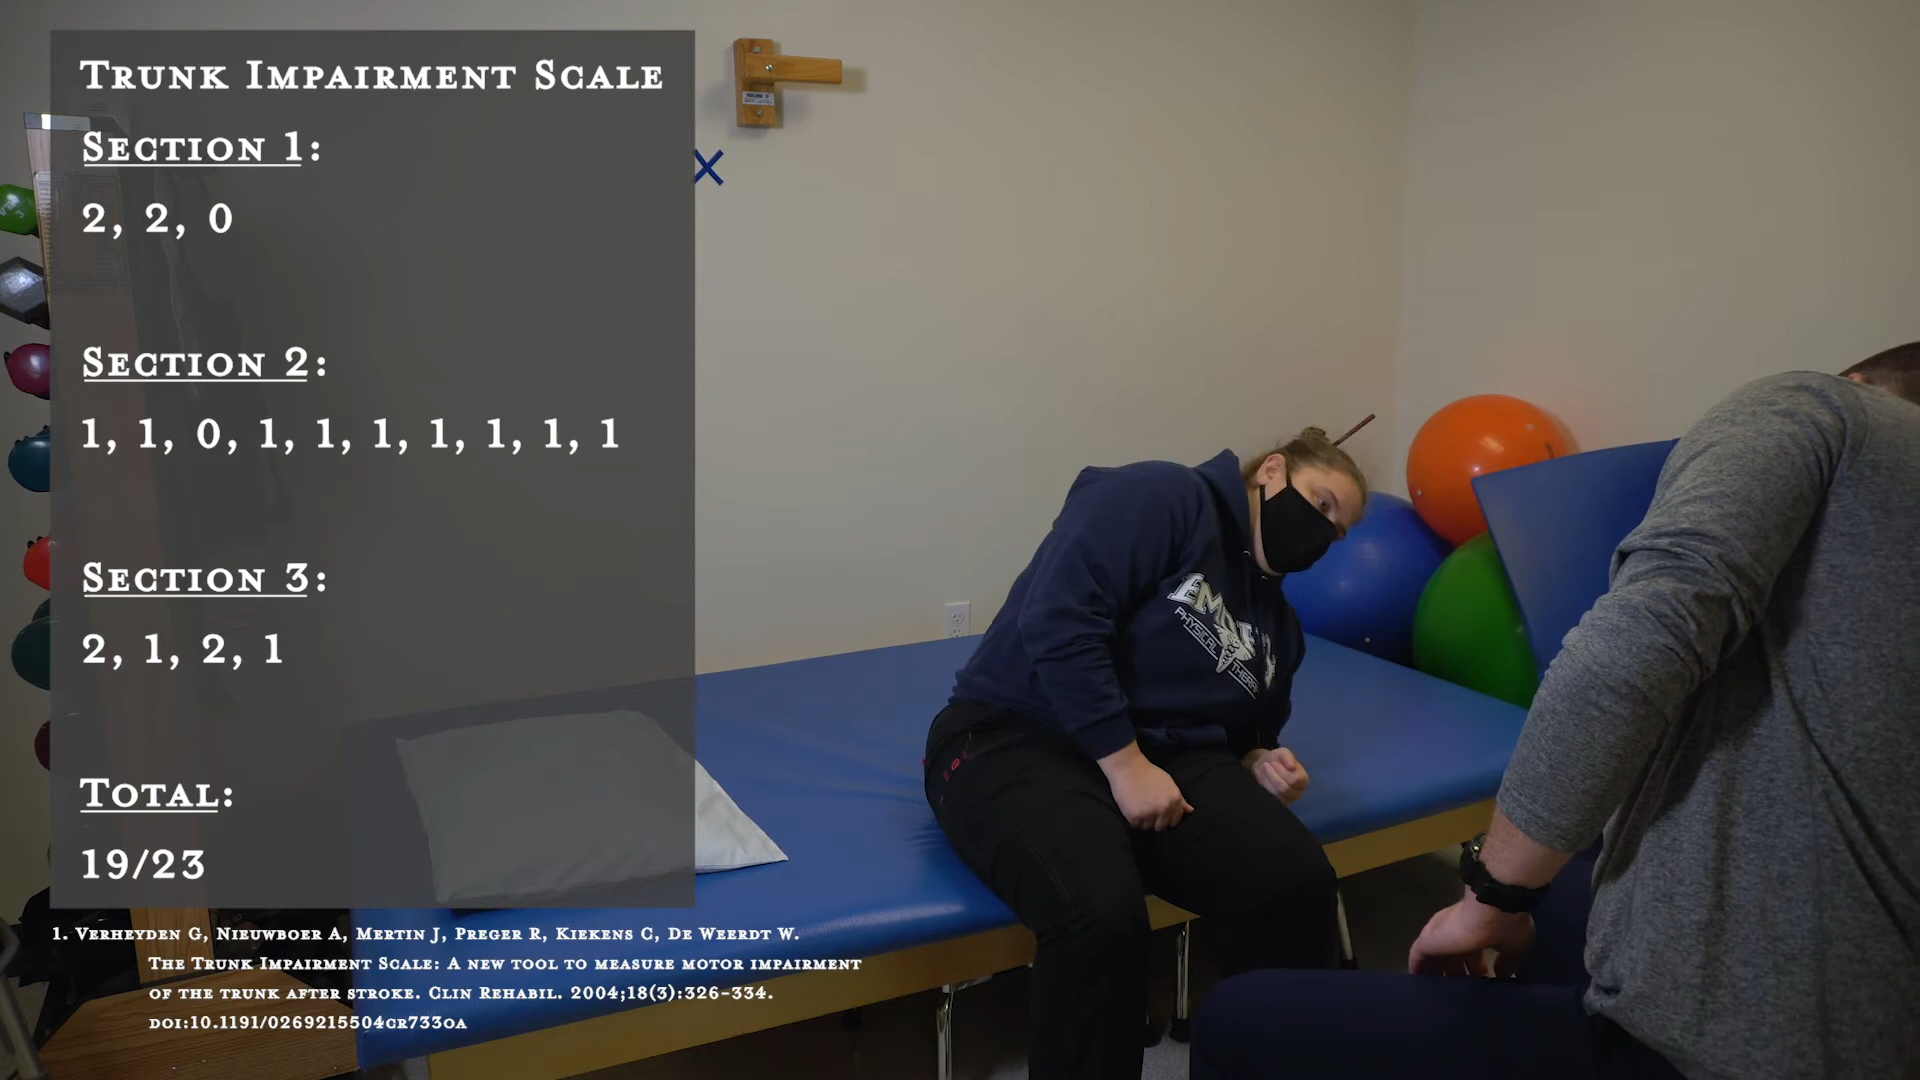 Trunk Impairment Scale
Section 1:
2, 2, 0
Section 2:
1, 1, 0, 1, 1, 1, 1, 1, 1, 1
Section 3:
2, 1, 2, 1
Total:
19/23
1. Verheyden G, Nieuwboer A, Mertin J, Preger R, Kiekens C, De Weerdt W.
The Trunk Impairment Scale: A new tool to measure motor impairment
of the trunk after stroke. Clin Rehabil. 2004;18(3):326-334.
doi:10.1191/0269215504cr733oa
PHYSICAL